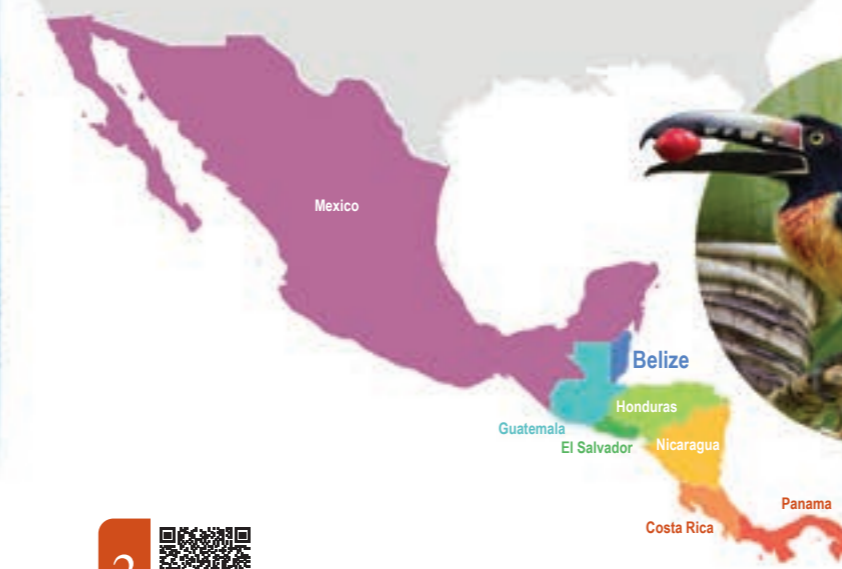 Mexico
Belize
Honduras
Guatemala
El Salvador
Nicaragua
Panama
Costa Rica